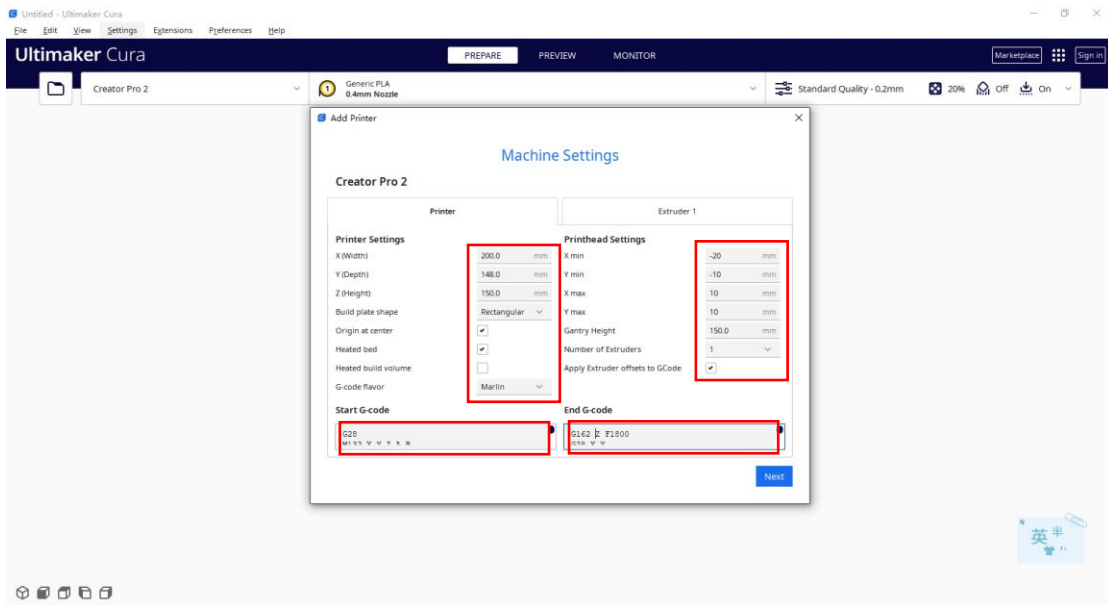 Untitled - Ultimaker Cura
File Edit View Settings Extensions Preferences Help
Ultimaker Cura PREPARE PREVIEW MONITOR Marketplace Sign in
Creator Pro 2
1 Generic PLA
0.4mm Nozzle
Standard Quality - 0.2mm 20% Off On
Add Printer
Machine Settings
Creator Pro 2
Printer Extruder 1
Printer Settings Printhead Settings
X (Width) 200.0 mm X min -20 mm
Y (Depth) 148.0 mm Y min -10 mm
Z (Height) 150.0 mm X max 10 mm
Build plate shape Rectangular Y max 10 mm
Origin at center Gantry Height 150.0 mm
Heated bed Number of Extruders 1
Heated build volume Apply Extruder offsets to GCode
G-code flavor Marlin
Start G-code End G-code
G28 G162 Z F1800
Next
英 半